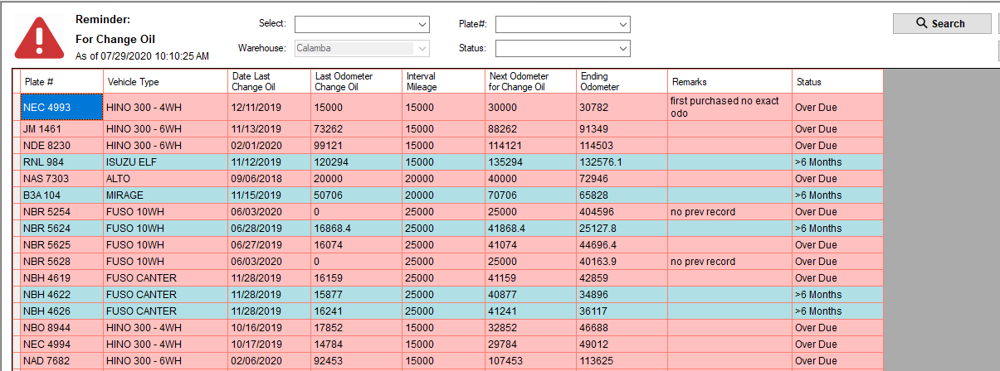 Reminder:
For Change Oil
As of 07/29/2020 10:10:25 AM
Select:
Warehouse: Calamba
Plate#:
Status:
Search
Plate # Vehicle Type Date Last Change Oil Last Odometer Change Oil Interval Mileage Next Odometer for Change Oil Ending Odometer Remarks Status
NEC 4993 HINO 300 - 4WH 12/11/2019 15000 15000 30000 30782 first purchased no exact odo Over Due
JM 1461 HINO 300 - 6WH 11/13/2019 73262 15000 88262 91349 Over Due
NDE 8230 HINO 300 - 6WH 02/01/2020 99121 15000 114121 114503 Over Due
RNL 984 ISUZU ELF 11/12/2019 120294 15000 135294 132576.1 >6 Months
NAS 7303 ALTO 09/06/2018 20000 20000 40000 72946 Over Due
B3A 104 MIRAGE 11/15/2019 50706 20000 70706 65828 >6 Months
NBR 5254 FUSO 10WH 06/03/2020 0 25000 25000 404596 no prev record Over Due
NBR 5624 FUSO 10WH 06/28/2019 16868.4 25000 41868.4 25127.8 >6 Months
NBR 5625 FUSO 10WH 06/27/2019 16074 25000 41074 44696.4 Over Due
NBR 5628 FUSO 10WH 06/03/2020 0 25000 25000 40163.9 no prev record Over Due
NBH 4619 FUSO CANTER 11/28/2019 16159 25000 41159 42859 Over Due
NBH 4622 FUSO CANTER 11/28/2019 15877 25000 40877 34896 >6 Months
NBH 4626 FUSO CANTER 11/28/2019 16241 25000 41241 36117 >6 Months
NBO 8944 HINO 300 - 4WH 10/16/2019 17852 15000 32852 46688 Over Due
NEC 4994 HINO 300 - 4WH 10/17/2019 14784 15000 29784 49012 Over Due
NAD 7682 HINO 300 - 6WH 02/06/2020 92453 15000 107453 113625 Over Due